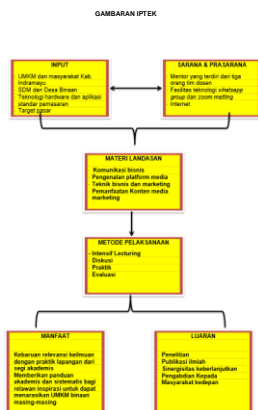 GAMBARAN IPTEK
INPUT
- UMKM dan masyarakat Kab.
Indramayu
- SDM dan Desa Binaan
- Teknologi hardware dan aplikasi
standar pemasaran
- Target pasar
SARANA & PRASARANA
- Mentor yang terdiri dari tiga
orang tim dosen
- Fasilitas teknologi whatsapp
group dan zoom metting
- Internet
MATERI LANDASAN
- Komunikasi bisnis
- Pengenalan platform media
- Teknik bisnis dan marketing
- Pemanfaatan Konten media
marketing
METODE PELAKSANAAN
- Intensif Lecturing
- Diskusi
- Praktik
- Evaluasi
MANFAAT
- Kebaruan relevansi keilmuan
dengan praktik lapangan dari
segi akademis
- Memberikan panduan
akademis dan sistematis bagi
relawan inspirasi untuk dapat
menarasikan UMKM binaan
masing-masing
LUARAN
- Penelitian
- Publikasi ilmiah
- Sinergisitas keberlanjutkan
- Pengabdian Kepada
Masyarakat kedepan